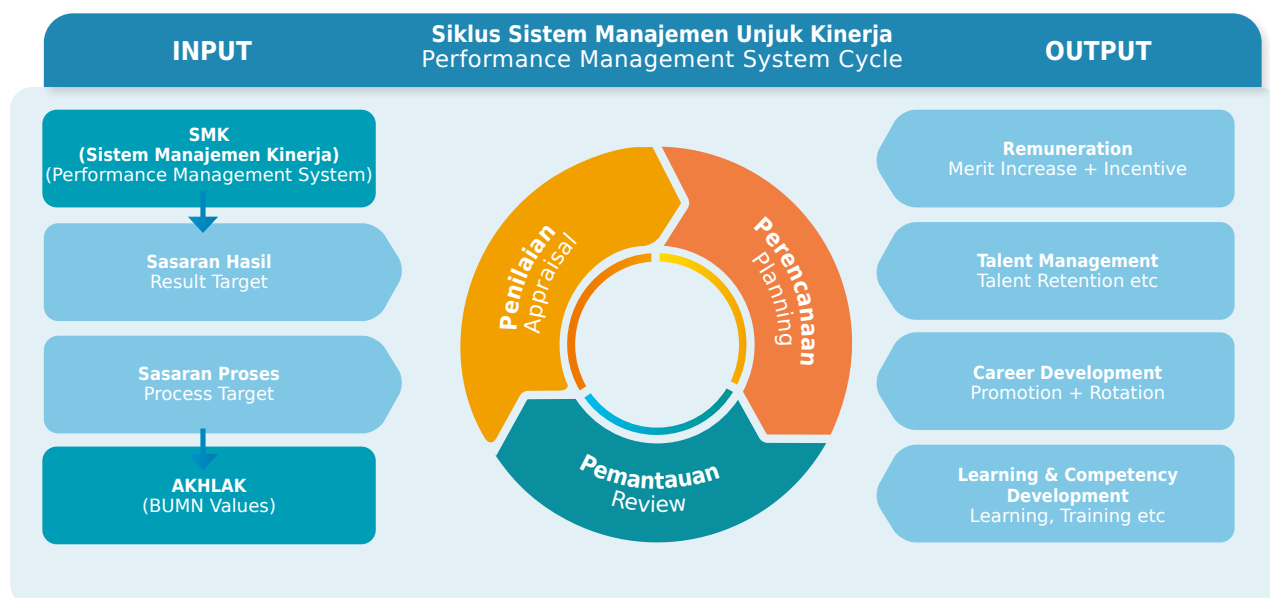 INPUT
Siklus Sistem Manajemen Unjuk Kinerja
Performance Management System Cycle
OUTPUT
SMK
(Sistem Manajemen Kinerja)
(Performance Management System)
Sasaran Hasil
Result Target
Sasaran Proses
Process Target
AKHLAK
(BUMN Values)
Penilaian
Appraisal
Perencanaan
Planning
Pemantauan
Review
Remuneration
Merit Increase + Incentive
Talent Management
Talent Retention etc
Career Development
Promotion + Rotation
Learning & Competency
Development
Learning, Training etc